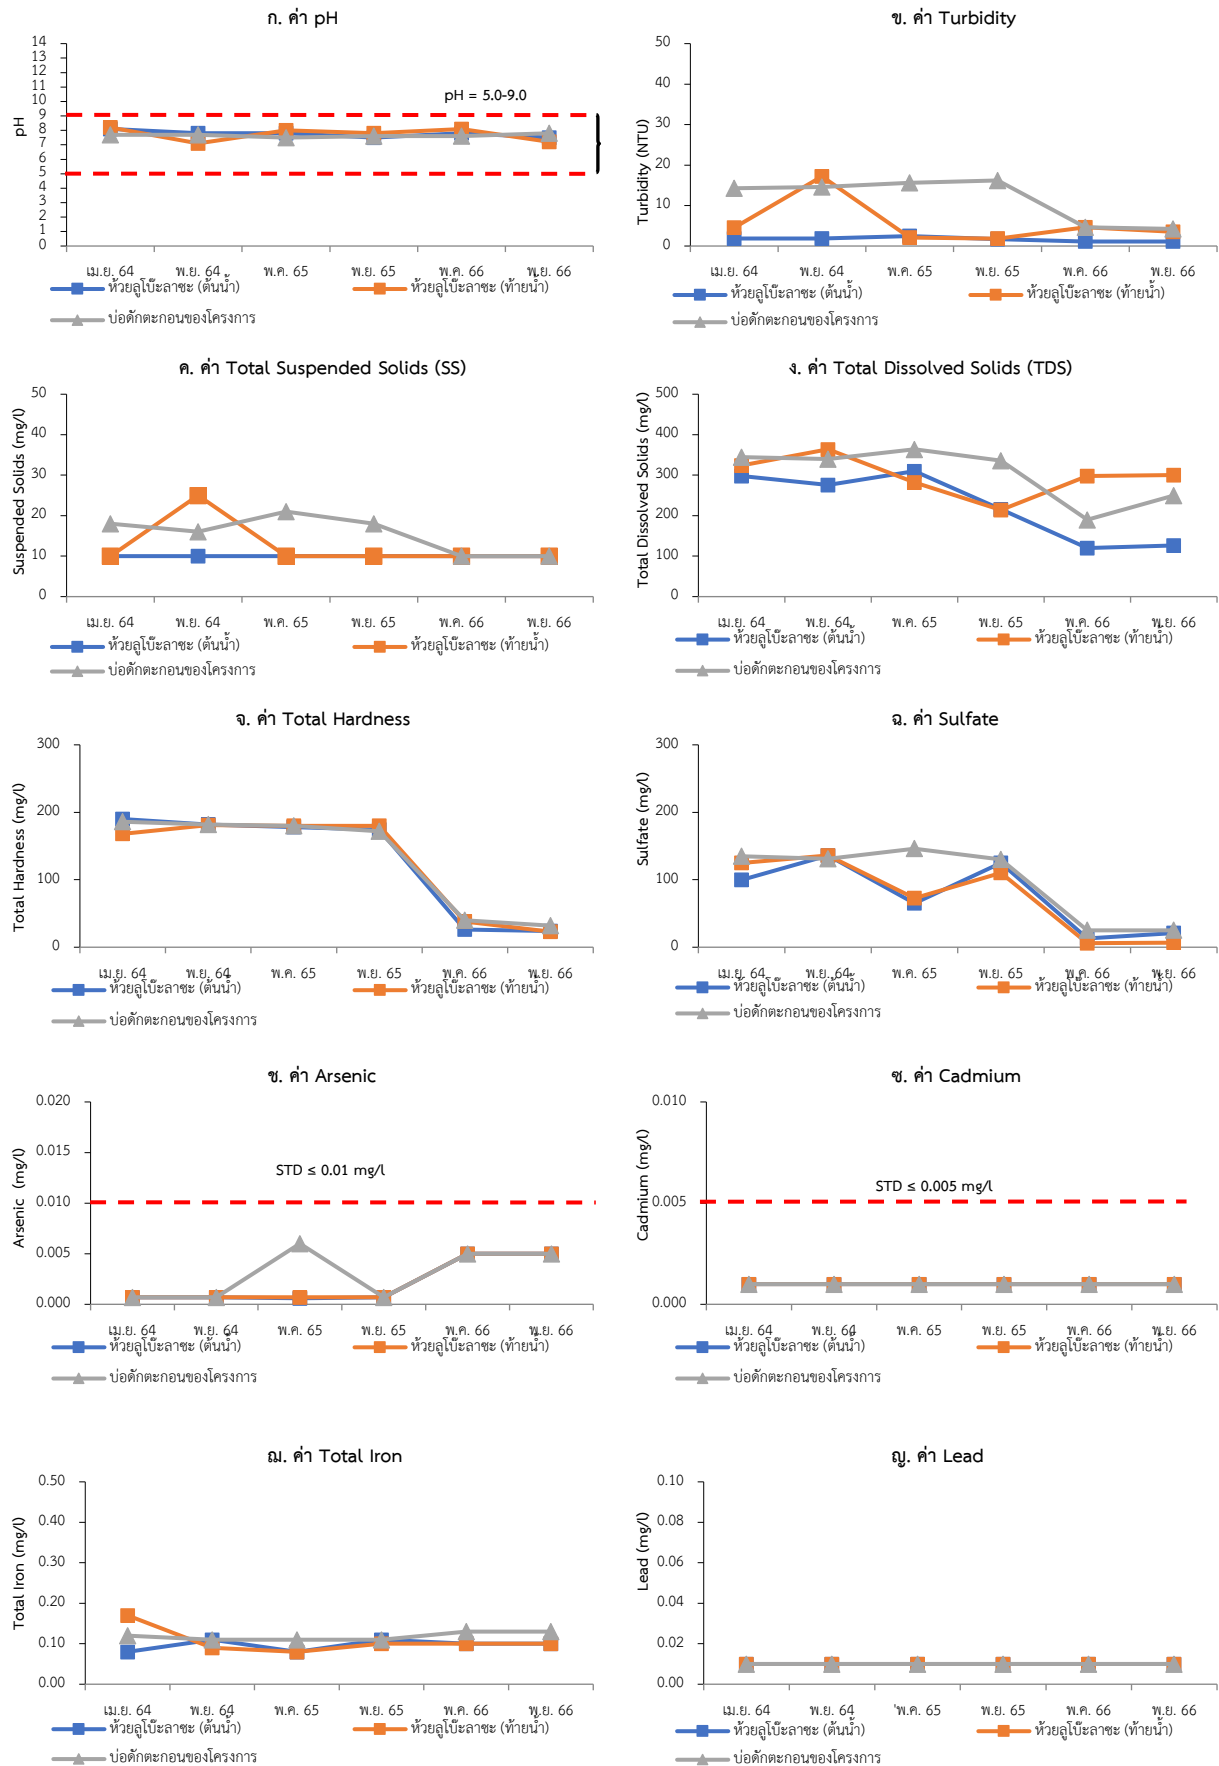 ก. ค่า pH
pH
14
13
12
11
10
9
8
7
6
5
4
3
2
1
0
pH = 5.0-9.0
เม.ย. 64 พ.ย. 64 พ.ค. 65 พ.ย. 65 พ.ค. 66 พ.ย. 66
ห้วยลูโบ๊ะลาซะ (ต้นน้ำ) ห้วยลูโบ๊ะลาซะ (ท้ายน้ำ)
บ่อดักตะกอนของโครงการ
ข. ค่า Turbidity
Turbidity (NTU)
50
40
30
20
10
0
เม.ย. 64 พ.ย. 64 พ.ค. 65 พ.ย. 65 พ.ค. 66 พ.ย. 66
ห้วยลูโบ๊ะลาซะ (ต้นน้ำ) ห้วยลูโบ๊ะลาซะ (ท้ายน้ำ)
บ่อดักตะกอนของโครงการ
ค. ค่า Total Suspended Solids (SS)
Suspended Solids (mg/l)
50
40
30
20
10
0
เม.ย. 64 พ.ย. 64 พ.ค. 65 พ.ย. 65 พ.ค. 66 พ.ย. 66
ห้วยลูโบ๊ะลาซะ (ต้นน้ำ) ห้วยลูโบ๊ะลาซะ (ท้ายน้ำ)
บ่อดักตะกอนของโครงการ
ง. ค่า Total Dissolved Solids (TDS)
Total Dissolved Solids (mg/l)
500
400
300
200
100
0
เม.ย. 64 พ.ย. 64 พ.ค. 65 พ.ย. 65 พ.ค. 66 พ.ย. 66
ห้วยลูโบ๊ะลาซะ (ต้นน้ำ) ห้วยลูโบ๊ะลาซะ (ท้ายน้ำ)
บ่อดักตะกอนของโครงการ
จ. ค่า Total Hardness
Total Hardness (mg/l)
300
200
100
0
เม.ย. 64 พ.ย. 64 พ.ค. 65 พ.ย. 65 พ.ค. 66 พ.ย. 66
ห้วยลูโบ๊ะลาซะ (ต้นน้ำ) ห้วยลูโบ๊ะลาซะ (ท้ายน้ำ)
บ่อดักตะกอนของโครงการ
ฉ. ค่า Sulfate
Sulfate (mg/l)
300
200
100
0
เม.ย. 64 พ.ย. 64 พ.ค. 65 พ.ย. 65 พ.ค. 66 พ.ย. 66
ห้วยลูโบ๊ะลาซะ (ต้นน้ำ) ห้วยลูโบ๊ะลาซะ (ท้ายน้ำ)
บ่อดักตะกอนของโครงการ
ช. ค่า Arsenic
Arsenic (mg/l)
0.020
0.015
0.010
0.005
0.000
STD ≤ 0.01 mg/l
เม.ย. 64 พ.ย. 64 พ.ค. 65 พ.ย. 65 พ.ค. 66 พ.ย. 66
ห้วยลูโบ๊ะลาซะ (ต้นน้ำ) ห้วยลูโบ๊ะลาซะ (ท้ายน้ำ)
บ่อดักตะกอนของโครงการ
ซ. ค่า Cadmium
Cadmium (mg/l)
0.010
0.005
0.000
STD ≤ 0.005 mg/l
เม.ย. 64 พ.ย. 64 พ.ค. 65 พ.ย. 65 พ.ค. 66 พ.ย. 66
ห้วยลูโบ๊ะลาซะ (ต้นน้ำ) ห้วยลูโบ๊ะลาซะ (ท้ายน้ำ)
บ่อดักตะกอนของโครงการ
ฌ. ค่า Total Iron
Total Iron (mg/l)
0.50
0.40
0.30
0.20
0.10
0.00
เม.ย. 64 พ.ย. 64 พ.ค. 65 พ.ย. 65 พ.ค. 66 พ.ย. 66
ห้วยลูโบ๊ะลาซะ (ต้นน้ำ) ห้วยลูโบ๊ะลาซะ (ท้ายน้ำ)
บ่อดักตะกอนของโครงการ
ญ. ค่า Lead
Lead (mg/l)
0.10
0.08
0.06
0.04
0.02
0.00
เม.ย. 64 พ.ย. 64 'พ.ค. 65 พ.ย. 65 พ.ค. 66 พ.ย. 66
ห้วยลูโบ๊ะลาซะ (ต้นน้ำ) ห้วยลูโบ๊ะลาซะ (ท้ายน้ำ)
บ่อดักตะกอนของโครงการ